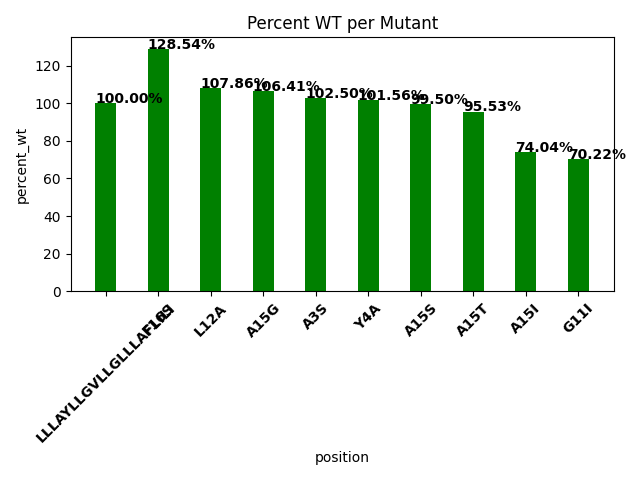 Percent WT per Mutant
128.54%
100.00%
107.86%
106.41%
102.50%
101.56%
99.50%
95.53%
74.04%
70.22%
percent_wt
120
100
80
60
40
20
0
L12A
A15G
A3S
Y4A
A15S
A15T
A15I
G11I
position